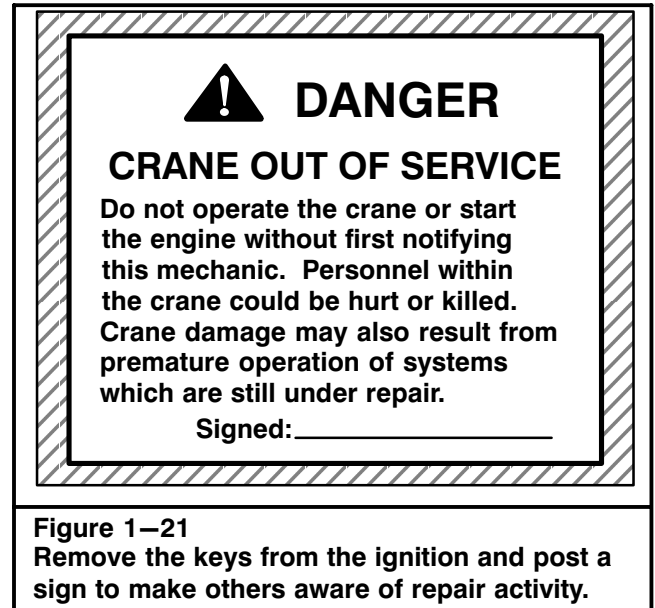 DANGER
CRANE OUT OF SERVICE
Do not operate the crane or start
the engine without first notifying
this mechanic.  Personnel within
the crane could be hurt or killed.
Crane damage may also result from
premature operation of systems
which are still under repair.
Signed:
Figure 1—21
Remove the keys from the ignition and post a
sign to make others aware of repair activity.